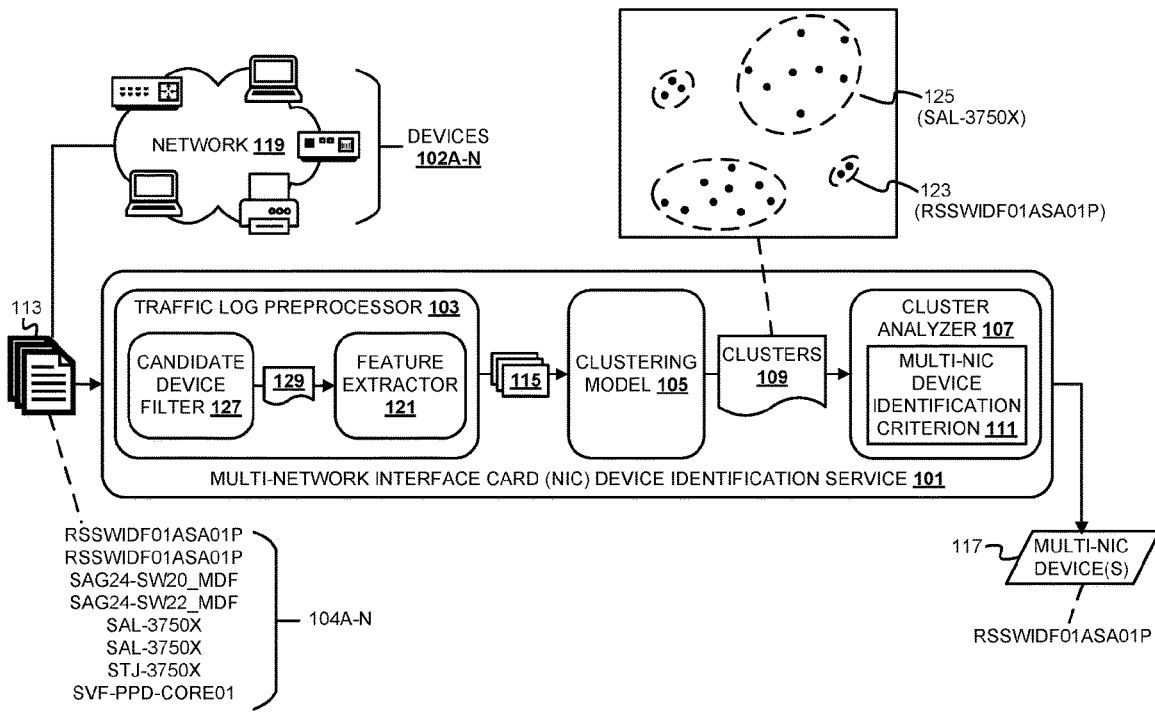 NETWORK 119
DEVICES
102A-N
125
(SAL-3750X)
123
(RSSWIDF01ASA01P)
113
TRAFFIC LOG PREPROCESSOR 103
CANDIDATE
DEVICE
FILTER 127
129
FEATURE
EXTRACTOR
121
115
CLUSTERING
MODEL 105
CLUSTERS
109
CLUSTER
ANALYZER 107
MULTI-NIC
DEVICE
IDENTIFICATION
CRITERION 111
MULTI-NETWORK INTERFACE CARD (NIC) DEVICE IDENTIFICATION SERVICE 101
RSSWIDF01ASA01P
RSSWIDF01ASA01P
SAG24-SW20_MDF
SAG24-SW22_MDF
SAL-3750X
SAL-3750X
STJ-3750X
SVF-PPD-CORE01
104A-N
117
MULTI-NIC
DEVICE(S)
RSSWIDF01ASA01P